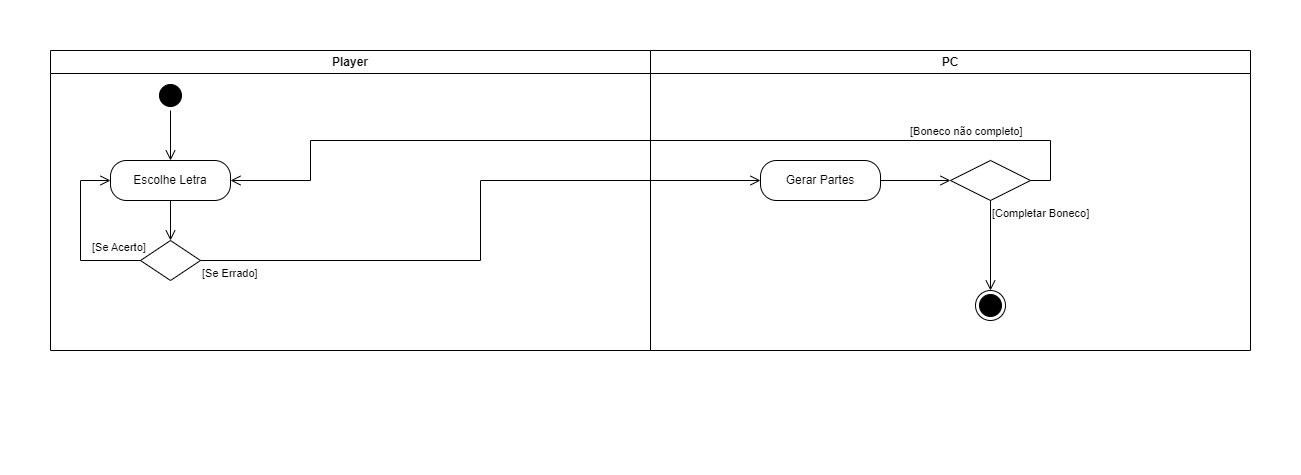 Player
PC
[Boneco não completo]
Escolhe Letra
Gerar Partes
[Completar Boneco]
[Se Acerto]
[Se Errado]